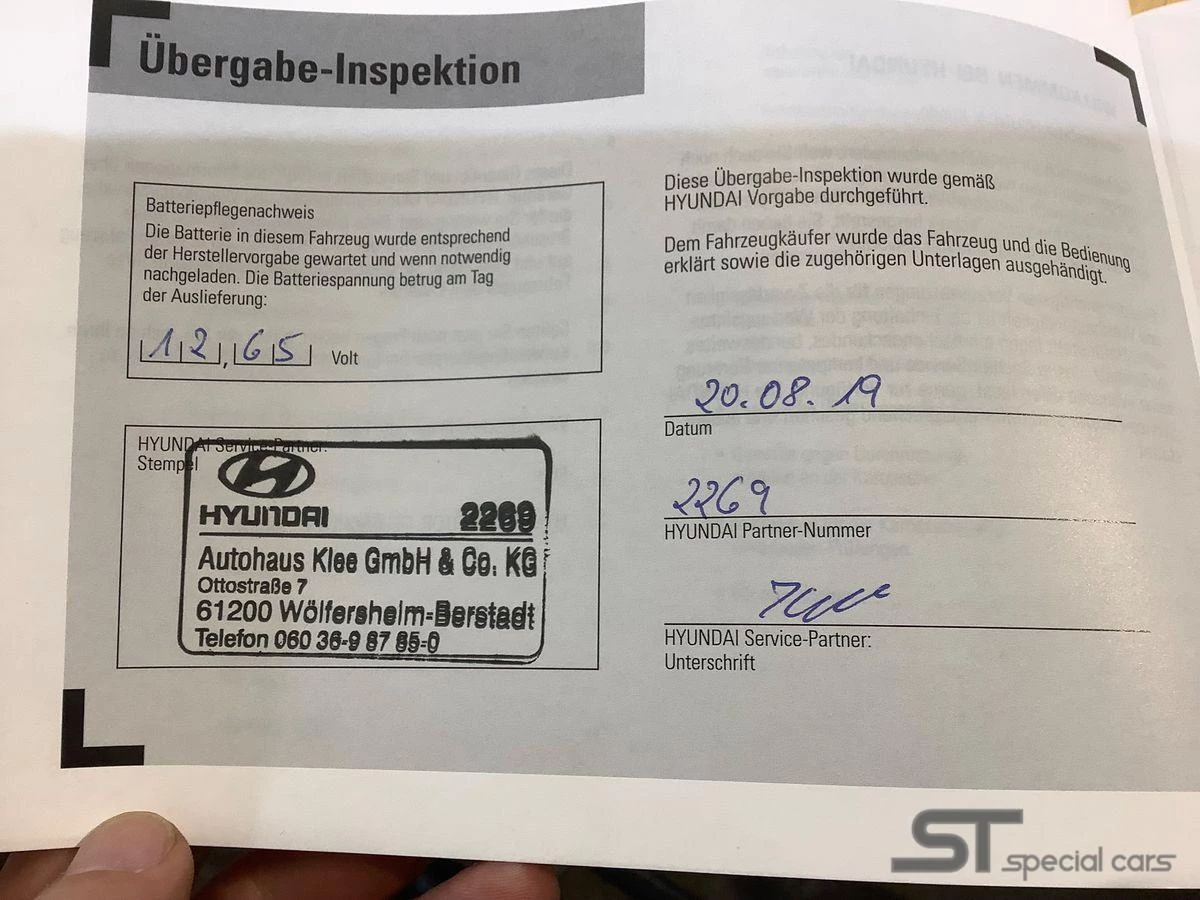 Übergabe-Inspektion
Batteriepflegenachweis
Die Batterie in diesem Fahrzeug wurde entsprechend
der Herstellervorgabe gewartet und wenn notwendig
nachgeladen. Die Batteriespannung betrug am Tag
der Auslieferung:
12,65 Volt
HYUNDAI Service-Partner:
Stempel
HYUNDAI 2269
Autohaus Klee GmbH & Co. KG
Ottostraße 7
61200 Wölfersheim-Berstadt
Telefon 060 36-9 87 85-0
Diese Übergabe-Inspektion wurde gemäß
HYUNDAI Vorgabe durchgeführt.
Dem Fahrzeugkäufer wurde das Fahrzeug und die Bedienung
erklärt sowie die zugehörigen Unterlagen ausgehändigt.
20.08.19
Datum
2269
HYUNDAI Partner-Nummer
HYUNDAI Service-Partner:
Unterschrift
ST special cars